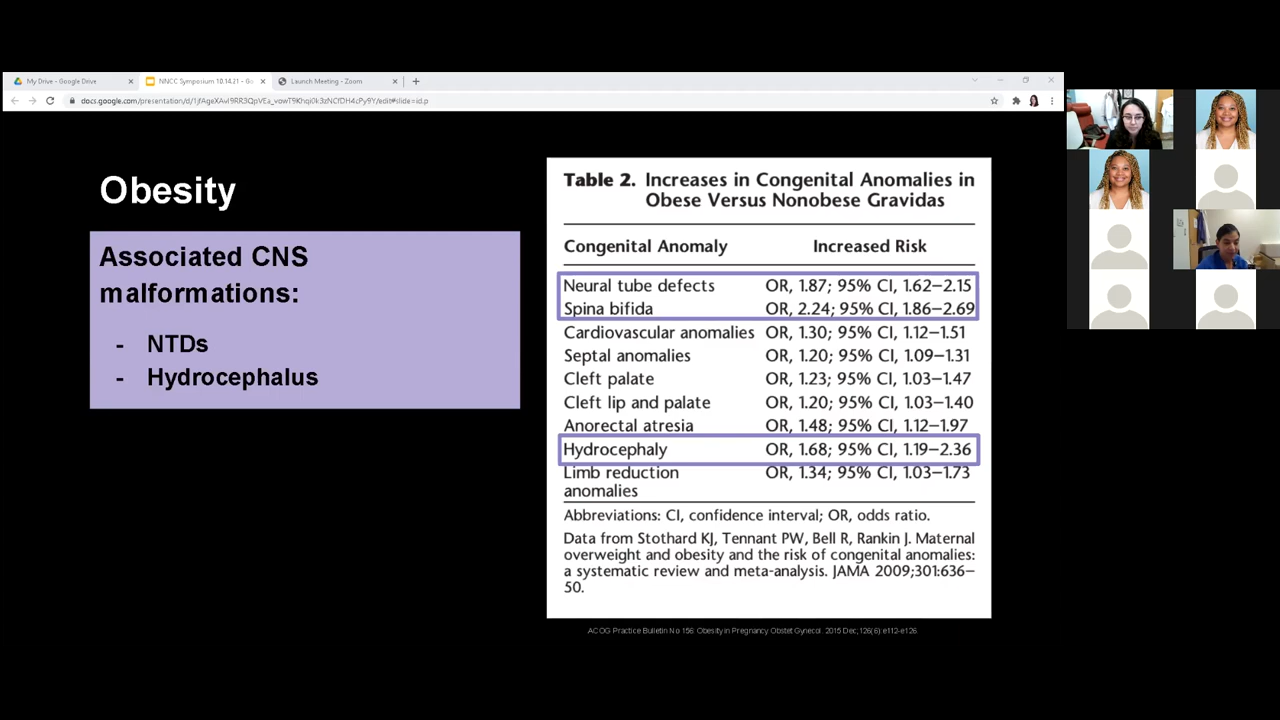 My Drive - Google Drive
NNCC Symposium 10.14.21 - Go
Launch Meeting - Zoom
Obesity
Associated CNS
malformations:
- NTDs
- Hydrocephalus
Table 2. Increases in Congenital Anomalies in
Obese Versus Nonobese Gravidas
Congenital Anomaly Increased Risk
Neural tube defects OR, 1.87; 95% CI, 1.62–2.15
Spina bifida OR, 2.24; 95% CI, 1.86–2.69
Cardiovascular anomalies OR, 1.30; 95% CI, 1.12–1.51
Septal anomalies OR, 1.20; 95% CI, 1.09–1.31
Cleft palate OR, 1.23; 95% CI, 1.03–1.47
Cleft lip and palate OR, 1.20; 95% CI, 1.03–1.40
Anorectal atresia OR, 1.48; 95% CI, 1.12–1.97
Hydrocephaly OR, 1.68; 95% CI, 1.19–2.36
Limb reduction OR, 1.34; 95% CI, 1.03–1.73
anomalies
Abbreviations: CI, confidence interval; OR, odds ratio.
Data from Stothard KJ, Tennant PW, Bell R, Rankin J. Maternal
overweight and obesity and the risk of congenital anomalies:
a systematic review and meta-analysis. JAMA 2009;301:636–
50.
ACOG Practice Bulletin No 156: Obesity in Pregnancy Obstet Gynecol. 2015 Dec;126(6) e112-e126